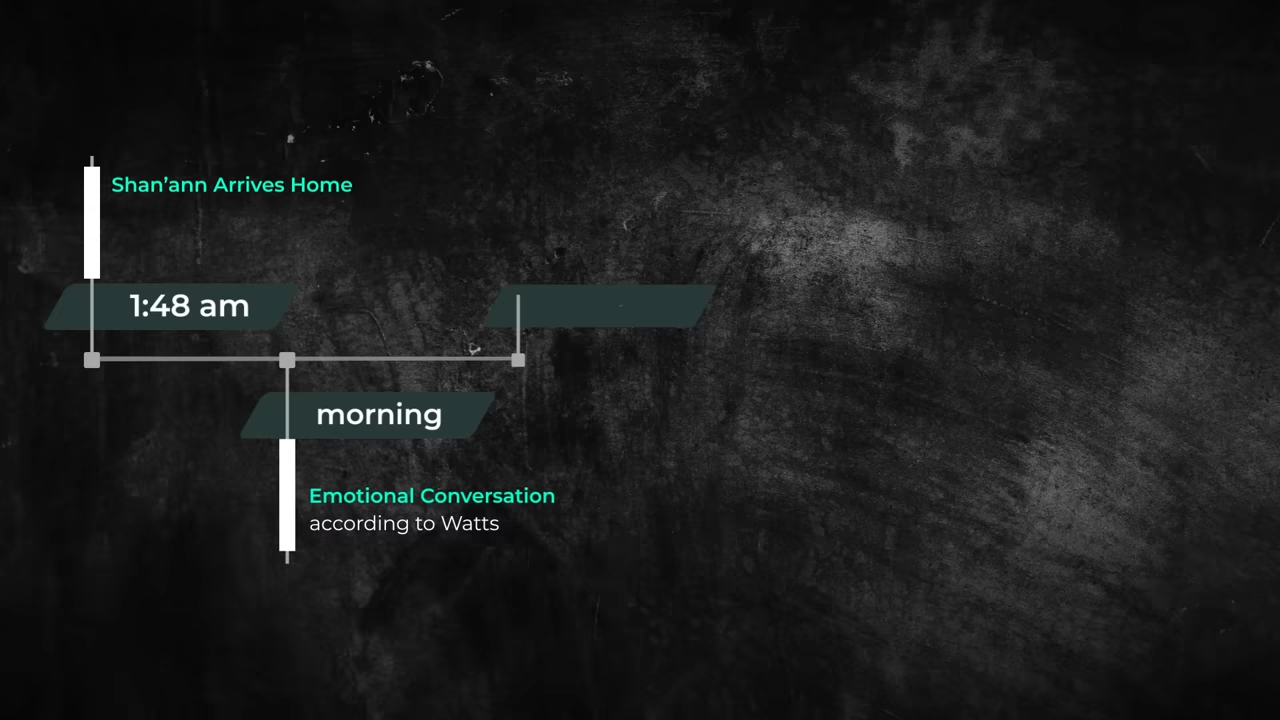 Shan’ann Arrives Home
1:48 am
morning
Emotional Conversation
according to Watts